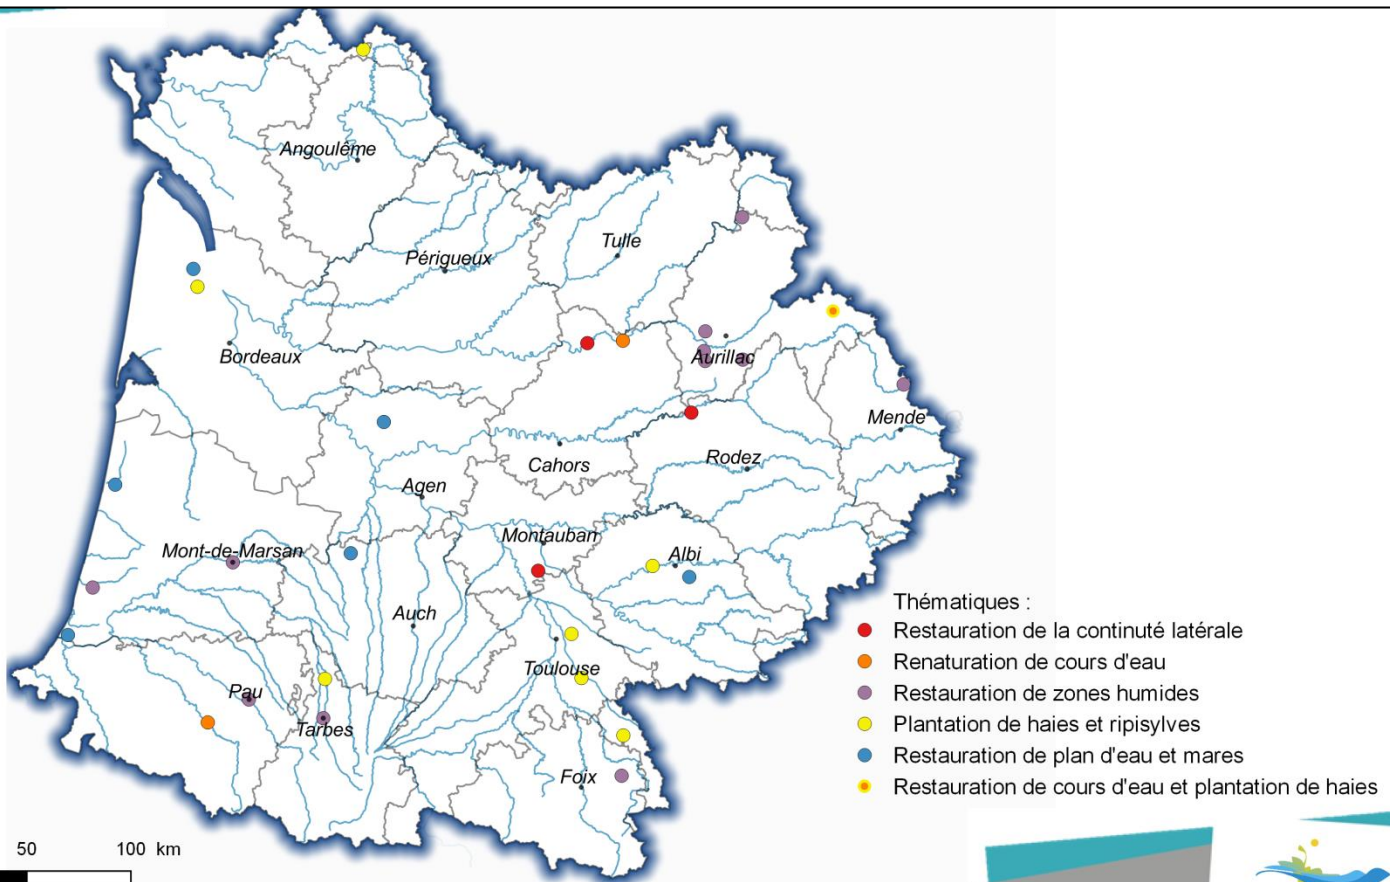 Angoulême
Tulle
Périgueux
Bordeaux
Aurillac
Mende
Cahors
Rodez
Agen
Montauban
Mont-de-Marsan
Albi
Auch
Toulouse
Pau
Tarbes
Foix
Thématiques :
Restauration de la continuté latérale
Renaturation de cours d'eau
Restauration de zones humides
Plantation de haies et ripisylves
Restauration de plan d'eau et mares
Restauration de cours d'eau et plantation de haies
50 100 km